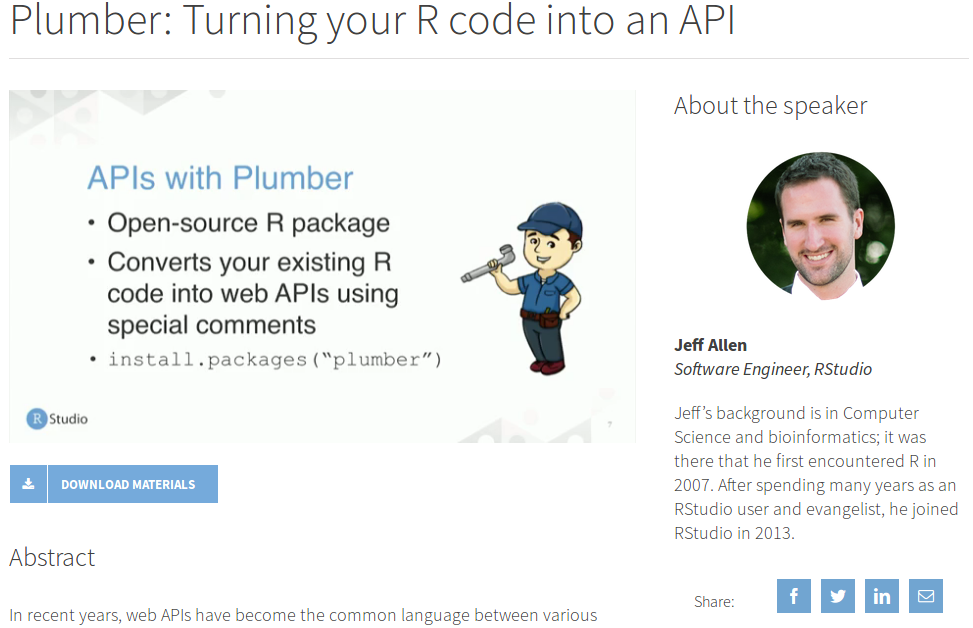 Plumber: Turning your R code into an API
APIs with Plumber
• Open-source R package
• Converts your existing R
code into web APIs using
special comments
• install.packages(“plumber”)
R Studio
7
DOWNLOAD MATERIALS
Abstract
In recent years, web APIs have become the common language between various
About the speaker
Jeff Allen
Software Engineer, RStudio
Jeff’s background is in Computer
Science and bioinformatics; it was
there that he first encountered R in
2007. After spending many years as an
RStudio user and evangelist, he joined
RStudio in 2013.
Share: